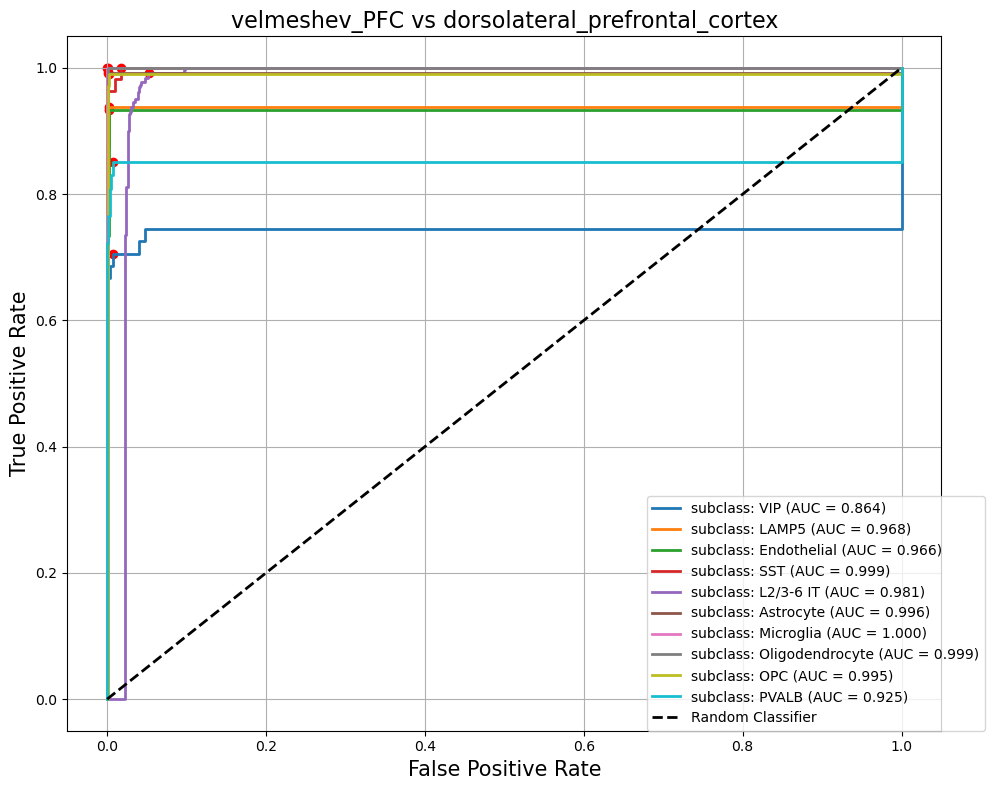 velmeshev_PFC vs dorsolateral_prefrontal_cortex
True Positive Rate
1.0
0.8
0.6
0.4
0.2
0.0
subclass: VIP (AUC = 0.864)
subclass: LAMP5 (AUC = 0.968)
subclass: Endothelial (AUC = 0.966)
subclass: SST (AUC = 0.999)
subclass: L2/3-6 IT (AUC = 0.981)
subclass: Astrocyte (AUC = 0.996)
subclass: Microglia (AUC = 1.000)
subclass: Oligodendrocyte (AUC = 0.999)
subclass: OPC (AUC = 0.995)
subclass: PVALB (AUC = 0.925)
Random Classifier
0.0 0.2 0.4 0.6 0.8 1.0
False Positive Rate